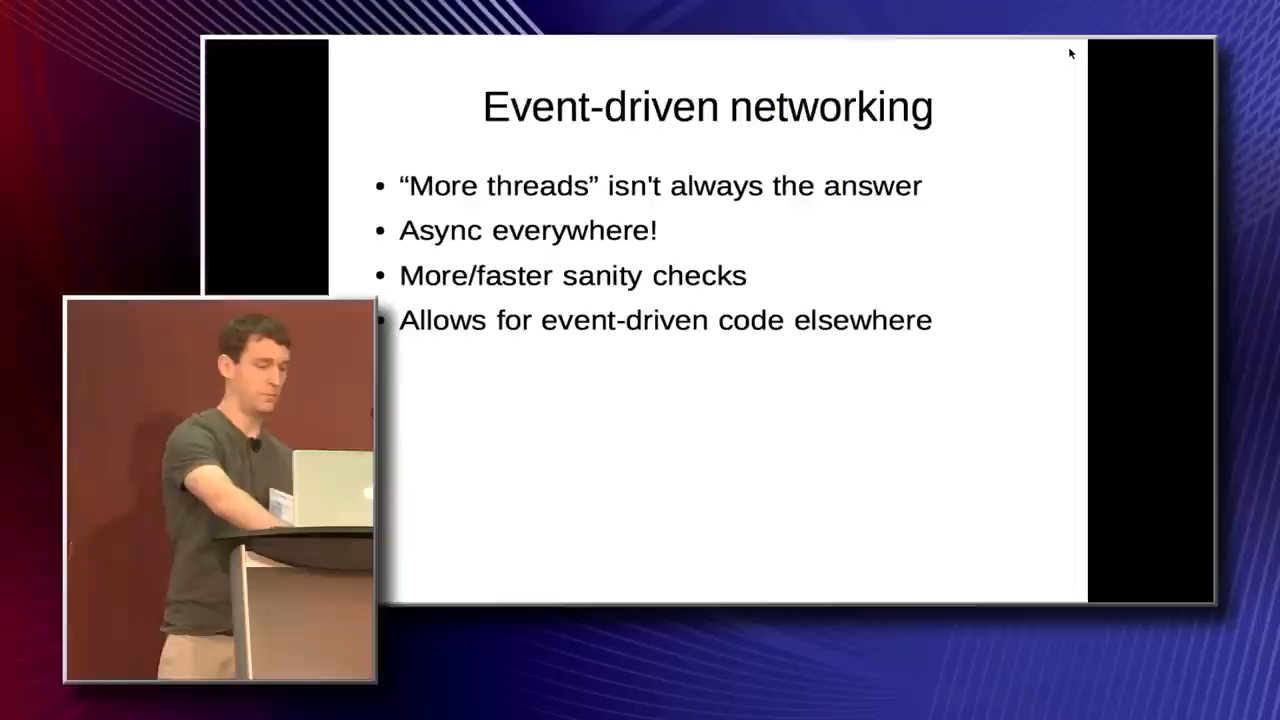 Event-driven networking
• “More threads” isn't always the answer
• Async everywhere!
• More/faster sanity checks
• Allows for event-driven code elsewhere